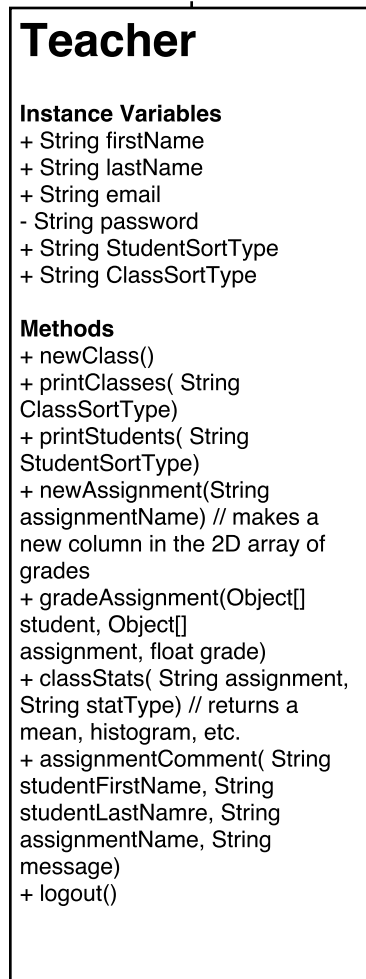 Teacher
Instance Variables
+ String firstName
+ String lastName
+ String email
- String password
+ String StudentSortType
+ String ClassSortType
Methods
+ newClass()
+ printClasses( String
ClassSortType)
+ printStudents( String
StudentSortType)
+ newAssignment(String
assignmentName) // makes a
new column in the 2D array of
grades
+ gradeAssignment(Object[]
student, Object[]
assignment, float grade)
+ classStats( String assignment,
String statType) // returns a
mean, histogram, etc.
+ assignmentComment( String
studentFirstName, String
studentLastNamre, String
assignmentName, String
message)
+ logout()